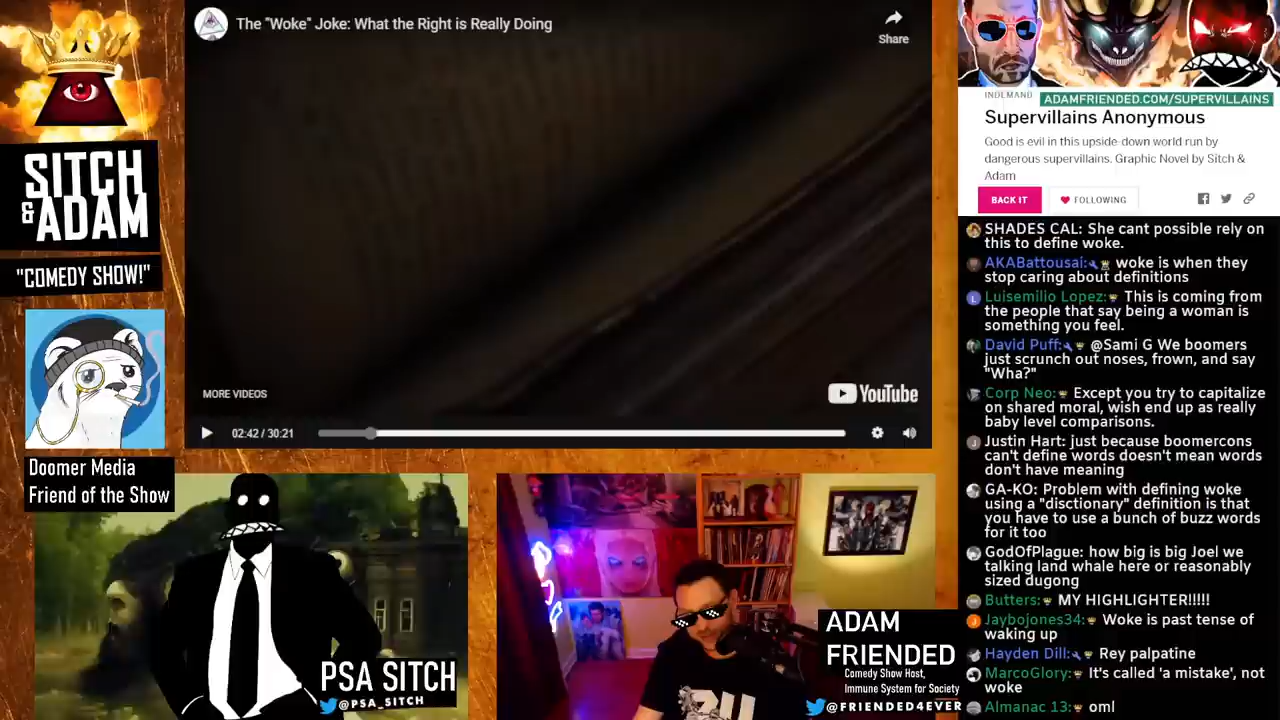 The "Woke" Joke: What the Right is Really Doing
Share
MORE VIDEOS
YouTube
02:42 / 30:21
SITCH
& ADAM
"COMEDY SHOW!"
Doomer Media
Friend of the Show
PSA SITCH
@PSA_SITCH
ADAM
FRIENDED
Comedy Show Host,
Immune System for Society
@FRIENDED4EVER
INDEMAND
ADAMFRIENDED.COM/SUPERVILLAINS
Supervillains Anonymous
Good is evil in this upside-down world run by
dangerous supervillains. Graphic Novel by Sitch &
Adam
BACK IT
FOLLOWING
SHADES CAL: She cant possible rely on
this to define woke.
AKABattousai: woke is when they
stop caring about definitions
Luisemilio Lopez: This is coming from
the people that say being a woman is
something you feel.
David Puff: @Sami G We boomers
just scrunch out noses, frown, and say
"Wha?"
Corp Neo: Except you try to capitalize
on shared moral, wish end up as really
baby level comparisons.
Justin Hart: just because boomercons
can't define words doesn't mean words
don't have meaning
GA-KO: Problem with defining woke
using a "disctionary" definition is that
you have to use a bunch of buzz words
for it too
GodOfPlague: how big is big Joel we
talking land whale here or reasonably
sized dugong
Butters: MY HIGHLIGHTER!!!!!
Jaybojones34: Woke is past tense of
waking up
Hayden Dill: Rey palpatine
MarcoGlory: It's called 'a mistake', not
woke
Almanac 13: oml